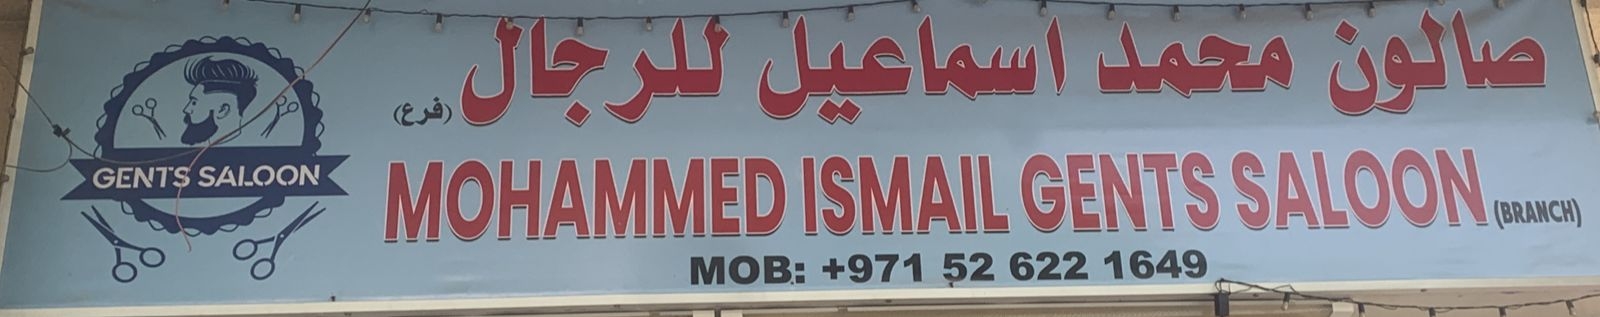 صالون محمد اسماعيل للرجال (فرع)
GENTS SALOON
MOHAMMED ISMAIL GENTS SALOON (BRANCH)
MOB: +971 52 622 1649